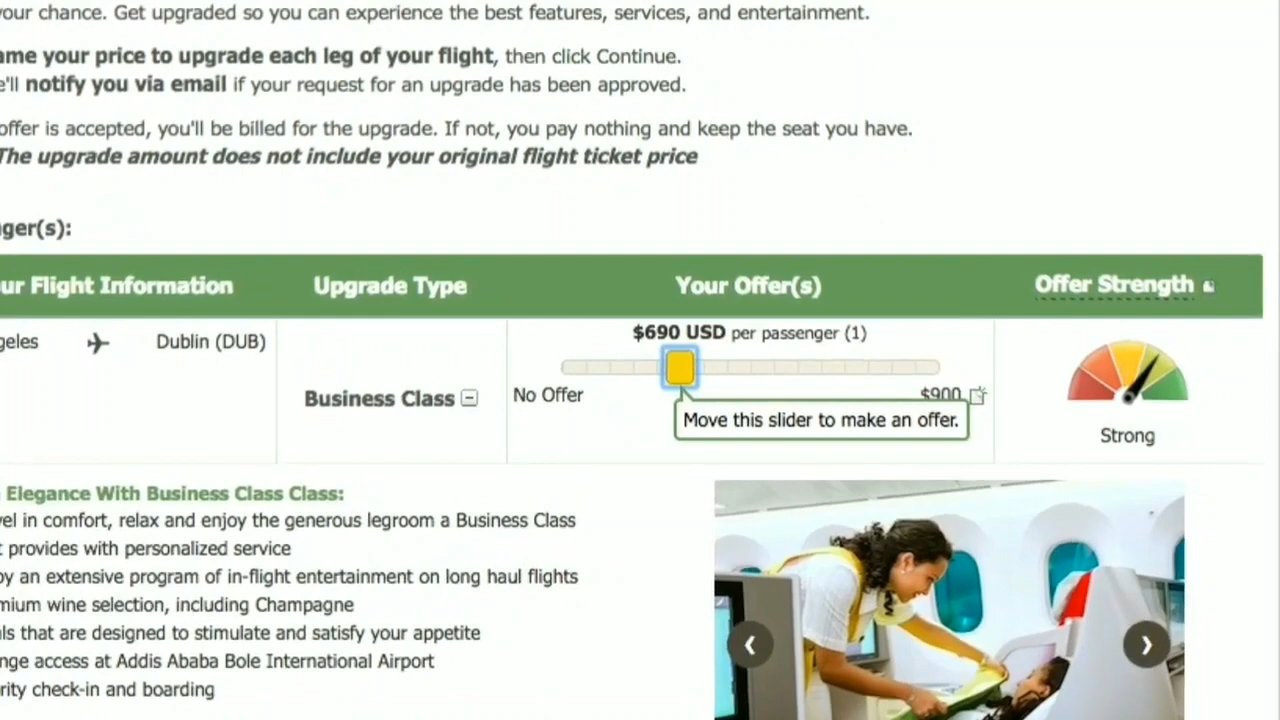 our chance. Get upgraded so you can experience the best features, services, and entertainment.
ame your price to upgrade each leg of your flight, then click Continue.
e'll notify you via email if your request for an upgrade has been approved.
offer is accepted, you'll be billed for the upgrade. If not, you pay nothing and keep the seat you have.
The upgrade amount does not include your original flight ticket price
ger(s):
ur Flight Information Upgrade Type Your Offer(s) Offer Strength
geles Dublin (DUB)
$690 USD per passenger (1)
Business Class
No Offer $900
Move this slider to make an offer.
Strong
Elegance With Business Class Class:
vel in comfort, relax and enjoy the generous legroom a Business Class
t provides with personalized service
oy an extensive program of in-flight entertainment on long haul flights
mium wine selection, including Champagne
ls that are designed to stimulate and satisfy your appetite
nge access at Addis Ababa Bole International Airport
rity check-in and boarding